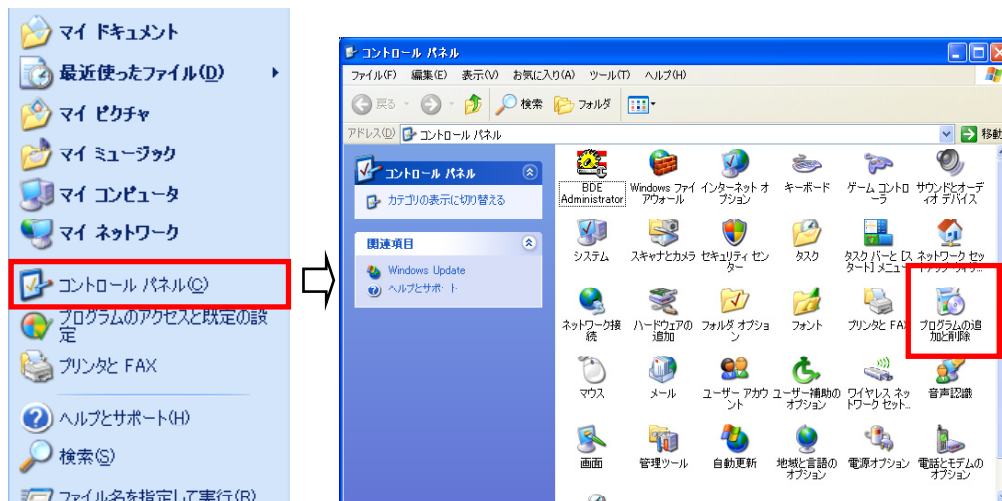 マイ ドキュメント
最近使ったファイル(D)
マイ ピクチャ
マイ ミュージック
マイ コンピュータ
マイ ネットワーク
コントロール パネル(C)
プログラムのアクセスと既定の設
定
プリンタと FAX
ヘルプとサポート(H)
検索(S)
ファイル名を指定して実行(R)
コントロール パネル
ファイル(F) 編集(E) 表示(V) お気に入り(A) ツール(T) ヘルプ(H)
戻る 検索 フォルダ
アドレス(D) コントロール パネル 移動
コントロール パネル
カテゴリの表示に切り替える
関連項目
Windows Update
ヘルプとサポート
BDE
Administrator
Windows ファイ
アウォール
インターネット オ
プション
キーボード
ゲーム コントロ
ーラ
サウンドとオーデ
ィオ デバイス
システム
スキャナとカメラ
セキュリティ セン
ター
タスク
タスク バーと [ス
タート] メニュー
ネットワーク セッ
トアップ ウィザ...
ネットワーク接
続
ハードウェアの
追加
フォルダ オプショ
ン
フォント
プリンタと FAX
プログラムの追
加と削除
マウス
メール
ユーザー アカウ
ント
ユーザー補助の
オプション
ワイヤレス ネッ
トワーク セット...
音声認識
画面
管理ツール
自動更新
地域と言語の
オプション
電源オプション
電話とモデムの
オプション